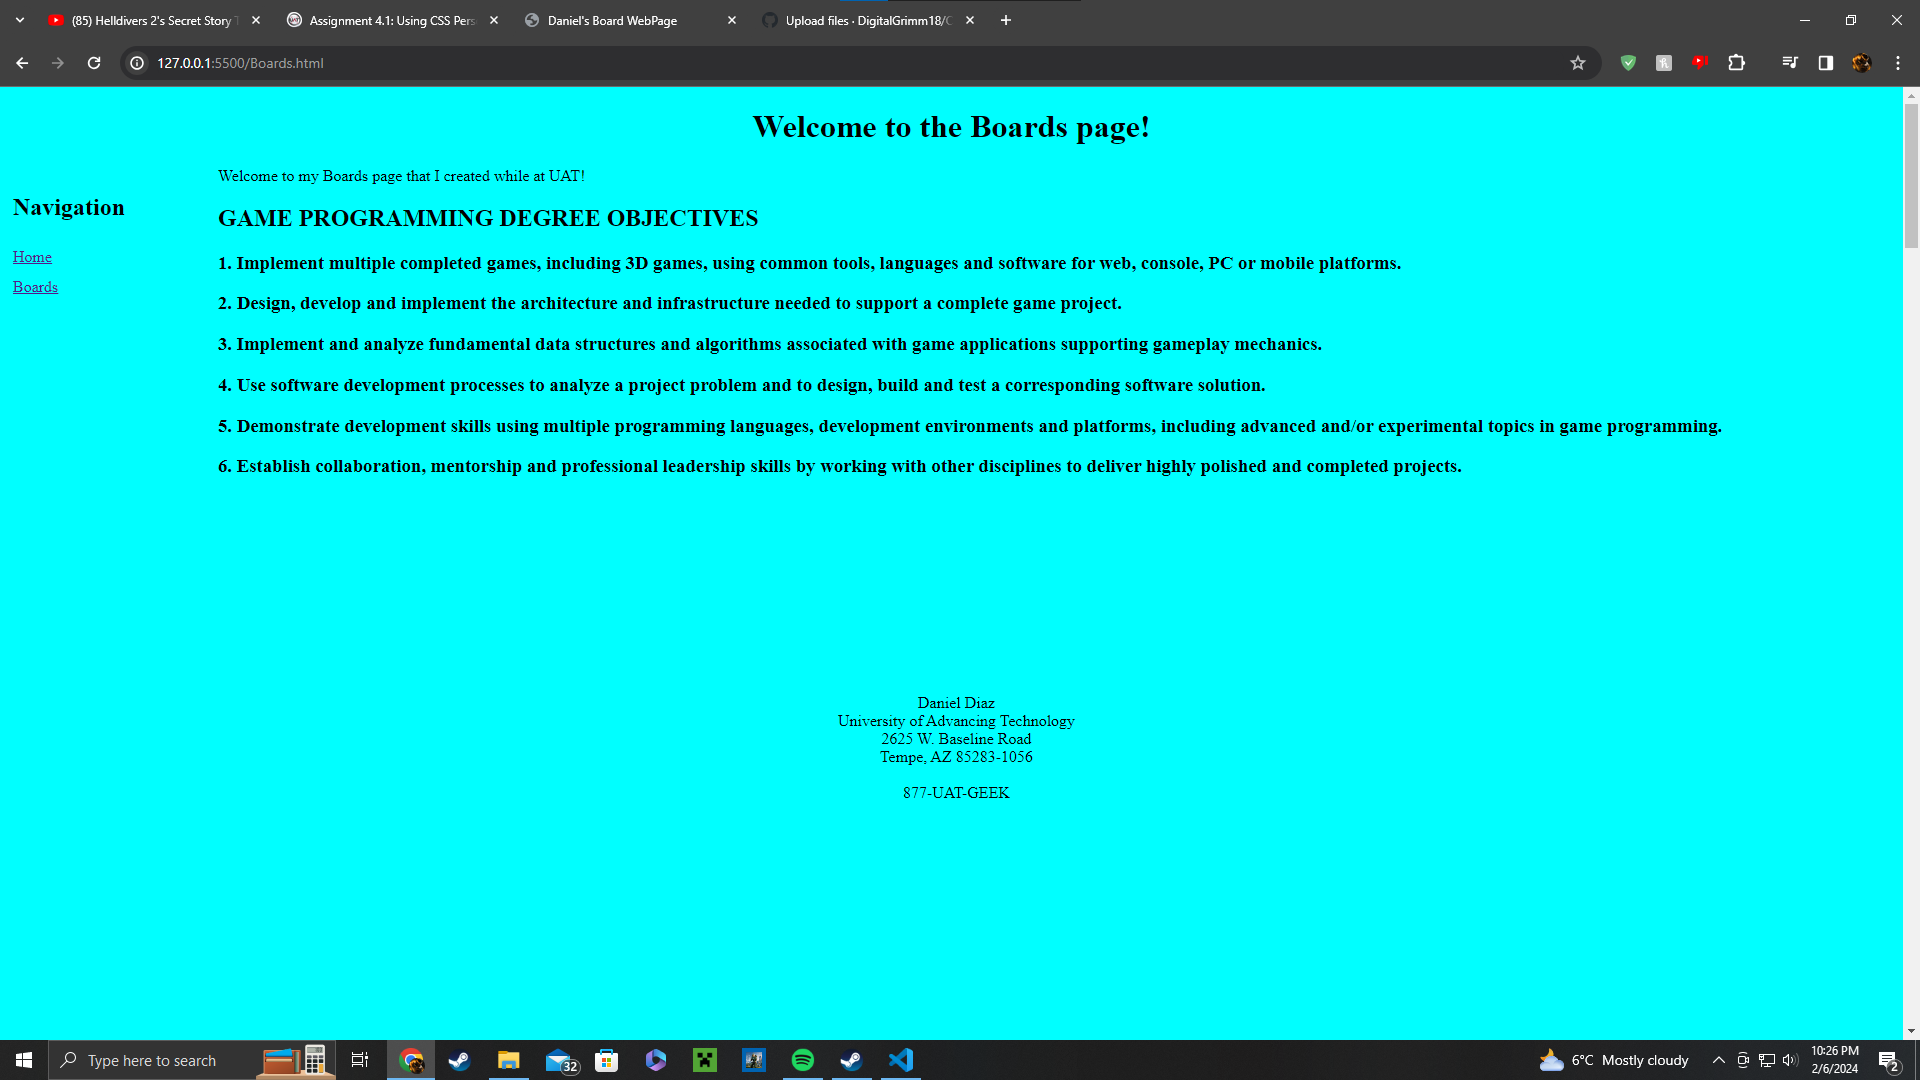 (85) Helldivers 2's Secret Story
Assignment 4.1: Using CSS Pers
Daniel's Board WebPage
Upload files · DigitalGrimm18/
127.0.0.1:5500/Boards.html
Welcome to the Boards page!
Welcome to my Boards page that I created while at UAT!
Navigation
Home
Boards
GAME PROGRAMMING DEGREE OBJECTIVES
1. Implement multiple completed games, including 3D games, using common tools, languages and software for web, console, PC or mobile platforms.
2. Design, develop and implement the architecture and infrastructure needed to support a complete game project.
3. Implement and analyze fundamental data structures and algorithms associated with game applications supporting gameplay mechanics.
4. Use software development processes to analyze a project problem and to design, build and test a corresponding software solution.
5. Demonstrate development skills using multiple programming languages, development environments and platforms, including advanced and/or experimental topics in game programming.
6. Establish collaboration, mentorship and professional leadership skills by working with other disciplines to deliver highly polished and completed projects.
Daniel Diaz
University of Advancing Technology
2625 W. Baseline Road
Tempe, AZ 85283-1056
877-UAT-GEEK
Type here to search
32
6°C Mostly cloudy
10:26 PM
2/6/2024
2